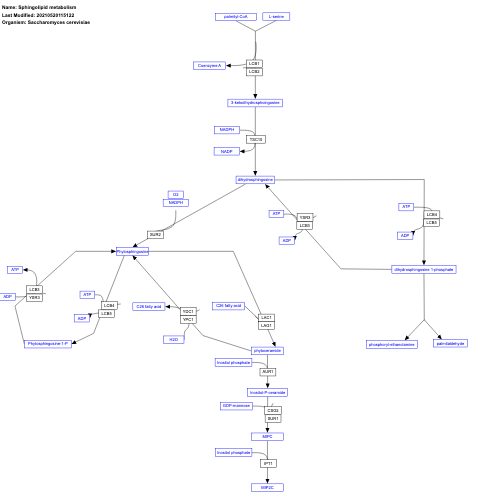 Name: Sphingolipid metabolism
Last Modified: 20210520115122
Organism: Saccharomyces cerevisiae
palmityl-CoA
L-serine
LCB1
Coenzyme A
LCB2
3-ketodihydrosphingosine
NADPH
TSC10
NADP
dihydrosphingosine
O2
NADPH
ATP
YSR3
LCB3
ADP
ATP
LCB4
LCB5
ADP
SUR2
Phytosphingosine
ATP
dihydrosphingosine 1-phosphate
LCB3
YSR3
ADP
ATP
LCB4
LCB5
ADP
C26 fatty acid
YDC1
YPC1
H2O
C26 fatty acid
LAC1
LAG1
Phytosphingosine 1-P
phytoceramide
phosphoryl-ethanolamine
palmitaldehyde
Inositol phosphate
AUR1
Inositol-P-ceramide
GDP-mannose
CSG2
SUR1
MIPC
Inositol phosphate
IPT1
M(IP)2C